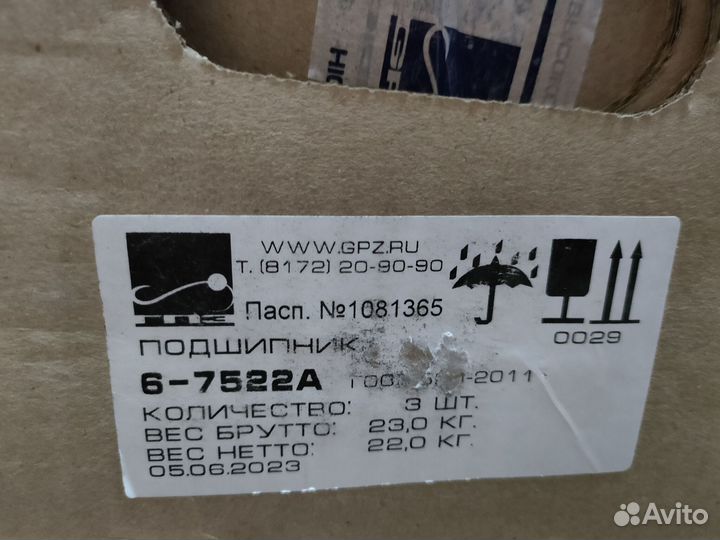 WWW.GPZ.RU
Т. (8172) 20-90-90
Пасп. №1081365
0029
ПОДШИПНИК
6-7522А -2011
КОЛИЧЕСТВО: 3 ШТ.
ВЕС БРУТТО: 23,0 КГ.
ВЕС НЕТТО: 22,0 КГ.
05.06.2023
Avito